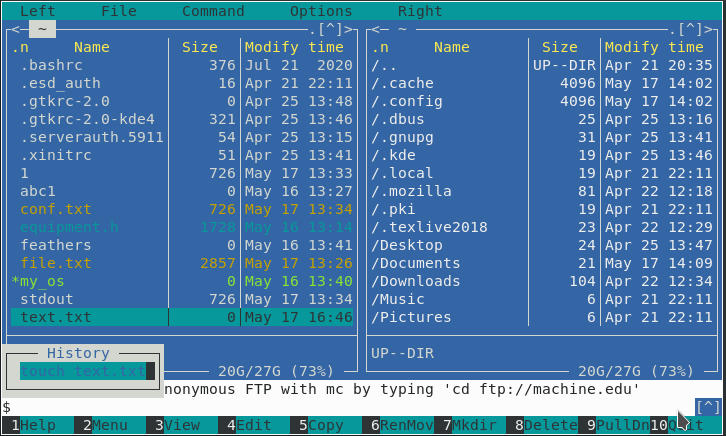 Left File Command Options Right
<─ ~ .[^]>
.n Name Size Modify time
.bashrc 376 Jul 21 2020
.esd_auth 16 Apr 21 22:11
.gtkrc-2.0 0 Apr 25 13:48
.gtkrc-2.0-kde4 321 Apr 25 13:46
.serverauth.5911 54 Apr 25 13:15
.xinitrc 51 Apr 25 13:41
1 726 May 17 13:33
abc1 0 May 16 13:27
conf.txt 726 May 17 13:34
equipment.h 1728 May 16 13:14
feathers 0 May 16 13:41
file.txt 2857 May 17 13:26
*my_os 0 May 16 13:40
stdout 726 May 17 13:34
text.txt 0 May 17 16:46
20G/27G (73%)
<─ ~ .[^]>
.n Name Size Modify time
/.. UP--DIR Apr 21 20:35
/.cache 4096 May 17 14:02
/.config 4096 May 17 14:02
/.dbus 25 Apr 25 13:16
/.gnupg 31 Apr 25 13:41
/.kde 19 Apr 25 13:46
/.local 19 Apr 21 22:11
/.mozilla 81 Apr 22 12:18
/.pki 19 Apr 21 22:11
/.texlive2018 23 Apr 22 12:29
/Desktop 24 Apr 25 13:47
/Documents 21 May 17 14:09
/Downloads 104 Apr 22 12:34
/Music 6 Apr 21 22:11
/Pictures 6 Apr 21 22:11
UP--DIR
20G/27G (73%)
History
touch text.txt
nonymous FTP with mc by typing 'cd ftp://machine.edu'
$ [^]
1Help 2Menu 3View 4Edit 5Copy 6RenMov 7Mkdir 8Delete 9PullDn 10Quit